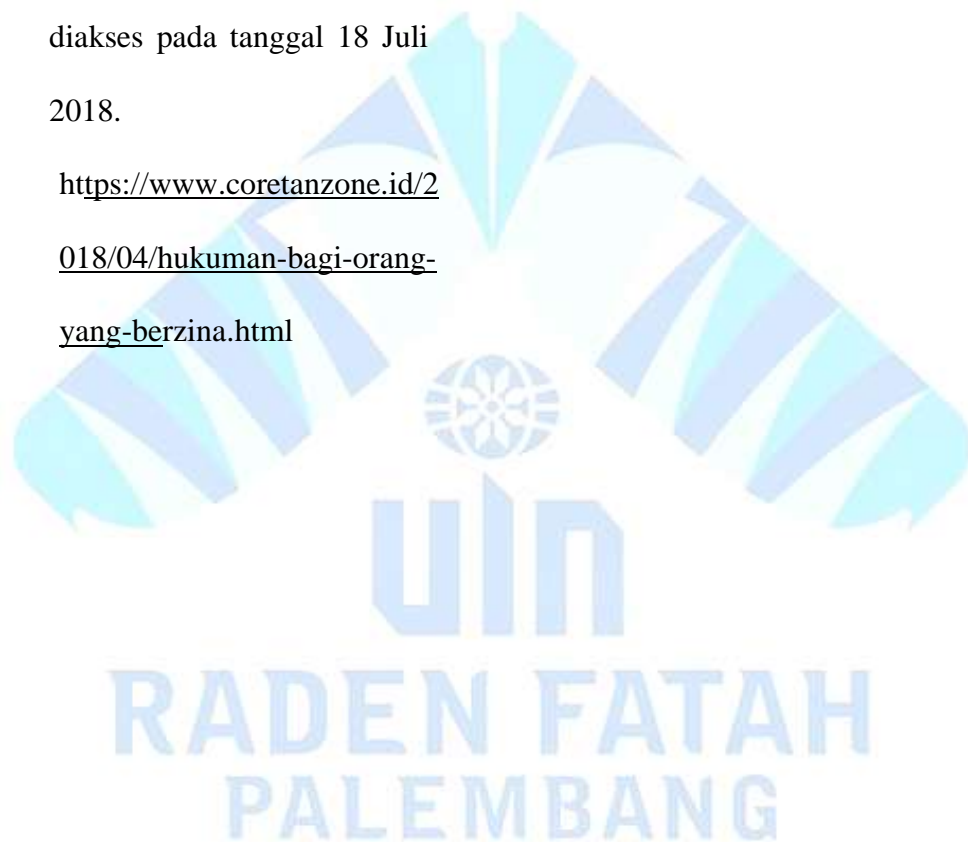 diakses pada tanggal 18 Juli
2018.
https://www.coretanzone.id/2
018/04/hukuman-bagi-orang-
yang-berzina.html
uin
RADEN FATAH
PALEMBANG